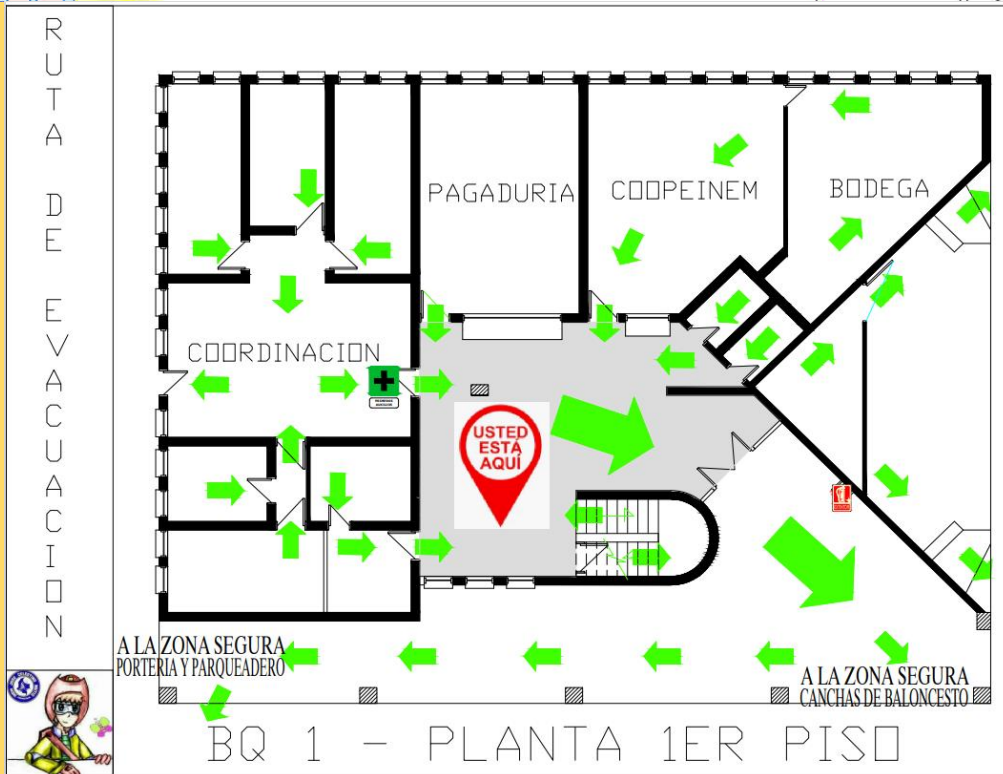 RUTA DE EVACUACION
PAGADURIA
COOPEINEM
BODEGA
COORDINACION
USTED
ESTÁ
AQUÍ
A LA ZONA SEGURA
PORTERIA Y PARQUEADERO
A LA ZONA SEGURA
CANCHAS DE BALONCESTO
BQ 1 - PLANTA 1ER PISO